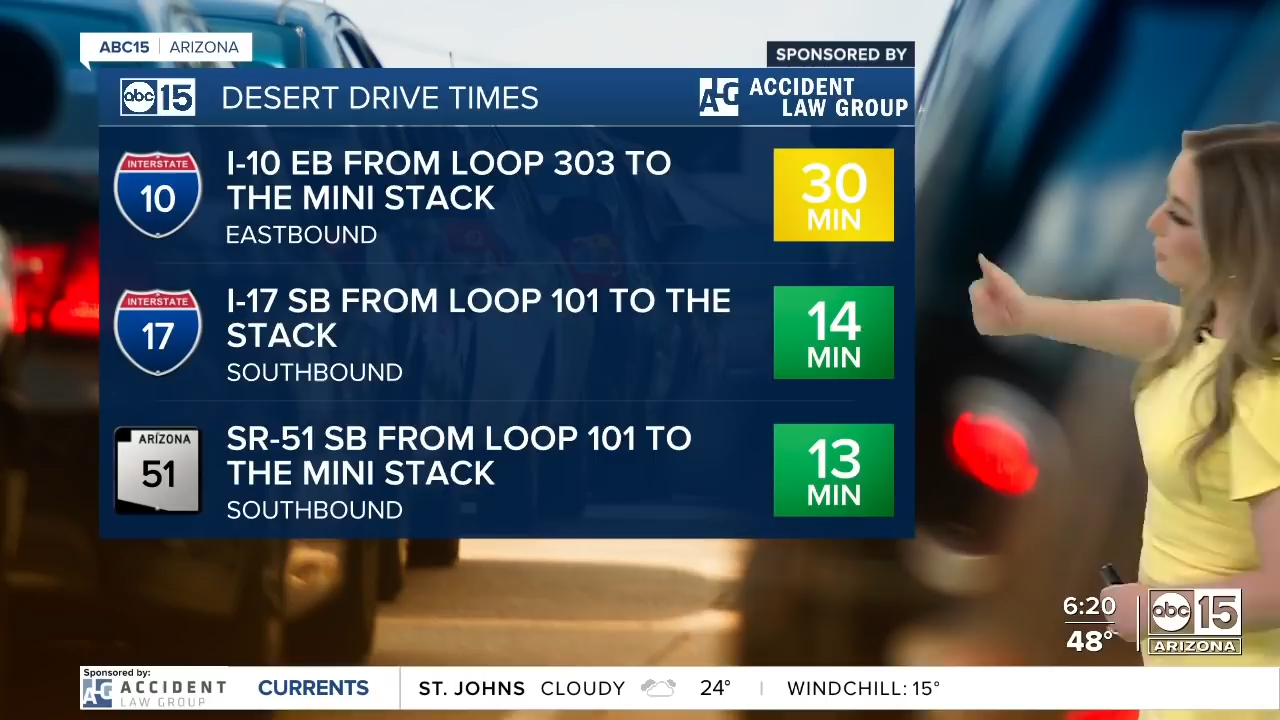 ABC15 | ARIZONA
SPONSORED BY
abc 15 DESERT DRIVE TIMES
ALG ACCIDENT
LAW GROUP
INTERSTATE
10
I-10 EB FROM LOOP 303 TO
THE MINI STACK
EASTBOUND
30
MIN
INTERSTATE
17
I-17 SB FROM LOOP 101 TO THE
STACK
SOUTHBOUND
14
MIN
ARIZONA
51
SR-51 SB FROM LOOP 101 TO
THE MINI STACK
SOUTHBOUND
13
MIN
6:20
48°
abc 15
ARIZONA
Sponsored by:
ALG ACCIDENT
LAW GROUP
CURRENTS
ST. JOHNS CLOUDY 24° | WINDCHILL: 15°